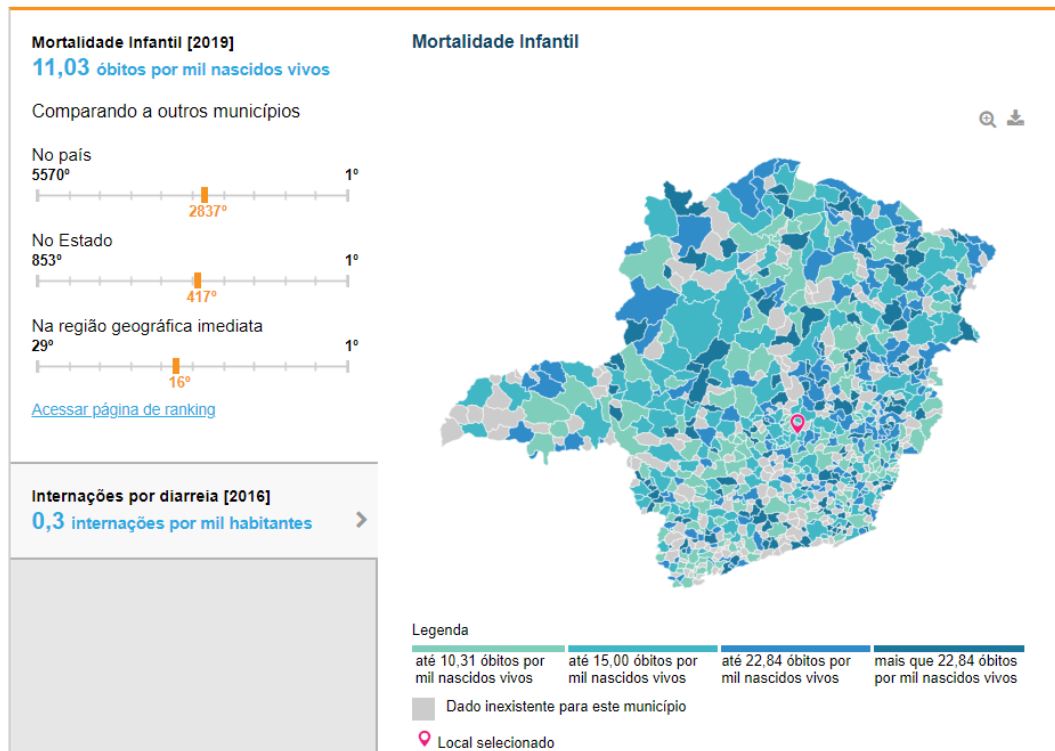 Mortalidade Infantil [2019]
11,03 óbitos por mil nascidos vivos
Comparando a outros municípios
No país
5570º 1º
2837º
No Estado
853º 1º
417º
Na região geográfica imediata
29º 1º
16º
Acessar página de ranking
Internações por diarreia [2016]
0,3 internações por mil habitantes
Mortalidade Infantil
Legenda
até 10,31 óbitos por
mil nascidos vivos
até 15,00 óbitos por
mil nascidos vivos
até 22,84 óbitos por
mil nascidos vivos
mais que 22,84 óbitos
por mil nascidos vivos
Dado inexistente para este município
Local selecionado